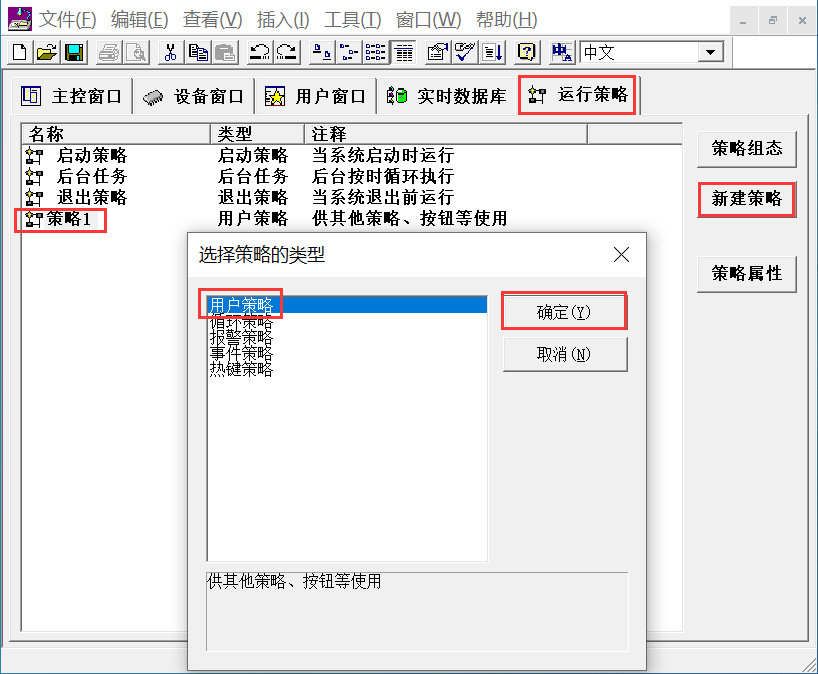 文件(F) 编辑(E) 查看(V) 插入(I) 工具(T) 窗口(W) 帮助(H)
中文
主控窗口 设备窗口 用户窗口 实时数据库 运行策略
名称 类型 注释
启动策略 启动策略 当系统启动时运行
后台任务 后台任务 后台按时循环执行
退出策略 退出策略 当系统退出前运行
策略1 用户策略 供其他策略、按钮等使用
策略组态
新建策略
策略属性
选择策略的类型
用户策略
循环策略
报警策略
事件策略
热键策略
确定(Y)
取消(N)
供其他策略、按钮等使用